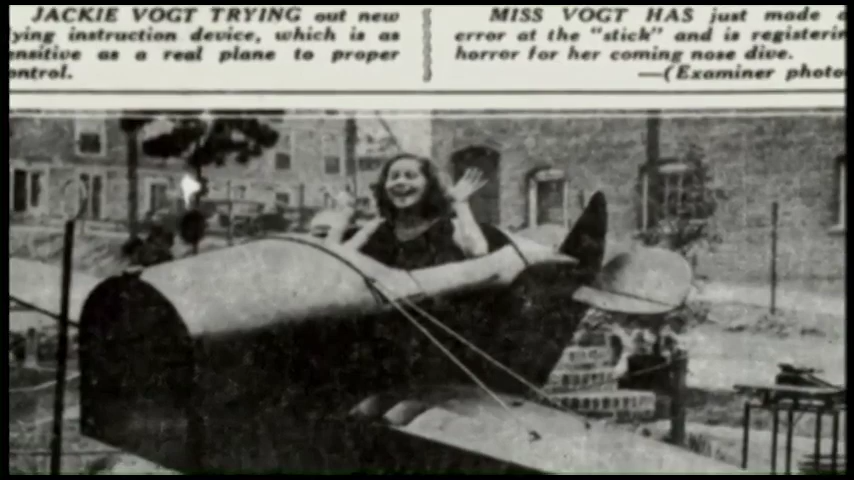 JACKIE VOGT TRYING out new
ying instruction device, which is as
nsitive as a real plane to proper
ontrol.
MISS VOGT HAS just made a
error at the "stick" and is registerin
horror for her coming nose dive.
—(Examiner photo